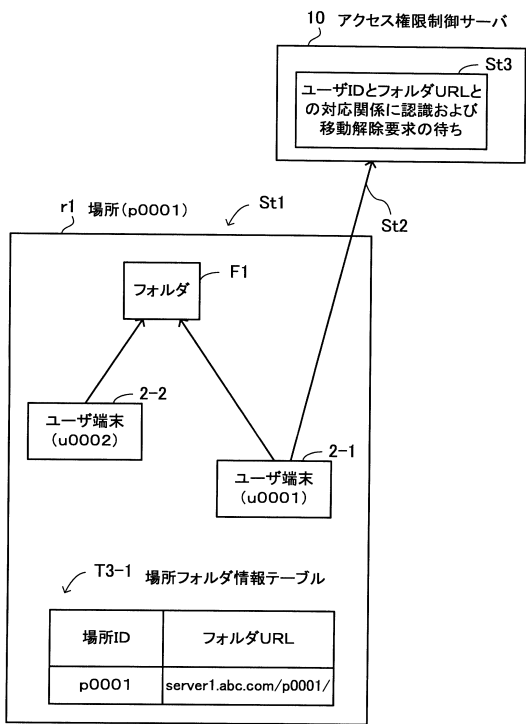 10 アクセス権限制御サーバ
St3
ユーザIDとフォルダURLと
の対応関係に認識および
移動解除要求の待ち
r1 場所(p0001)
St1
St2
フォルダ
F1
2-2
ユーザ端末
(u0002)
2-1
ユーザ端末
(u0001)
T3-1 場所フォルダ情報テーブル
場所ID フォルダURL
p0001 server1.abc.com/p0001/